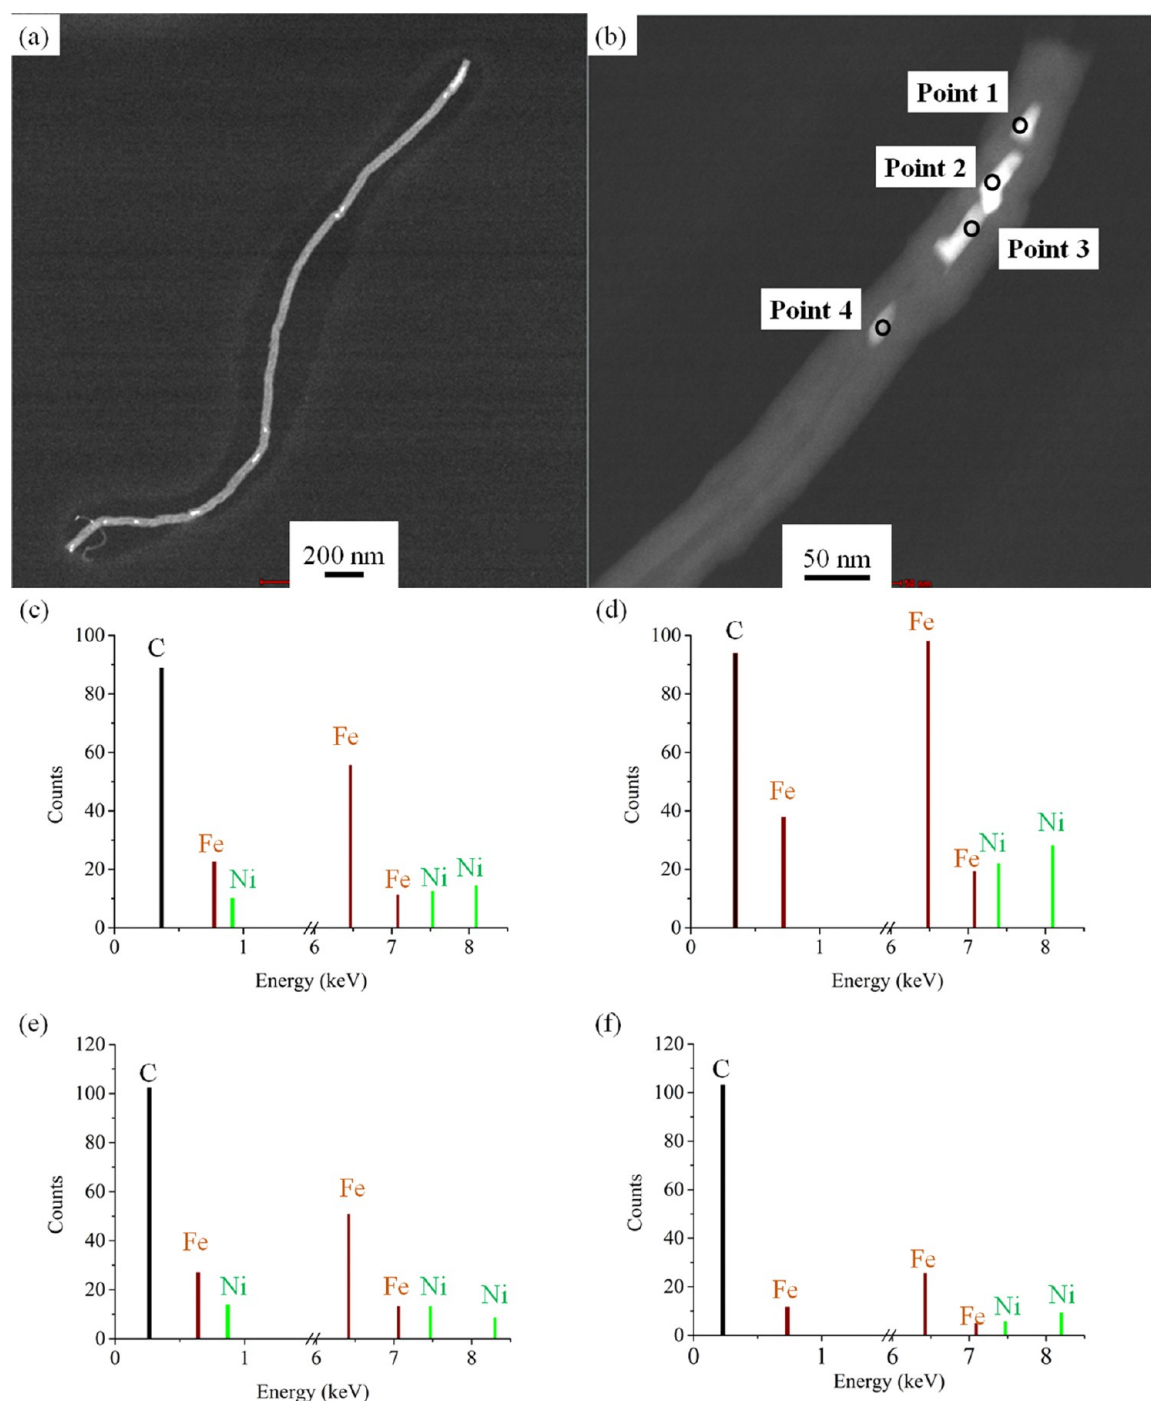 (a)
(b)
Point 1
Point 2
Point 3
Point 4
200 nm
50 nm
(c)
100
80
60
40
20
0
Counts
C
Fe
Ni
Fe
Fe
Ni
Ni
0
1
6
7
8
Energy (keV)
(d)
100
80
60
40
20
0
Counts
C
Fe
Fe
Fe
Ni
Ni
0
1
6
7
8
Energy (keV)
(e)
120
100
80
60
40
20
0
Counts
C
Fe
Ni
Fe
Fe
Ni
Ni
0
1
6
7
8
Energy (keV)
(f)
120
100
80
60
40
20
0
Counts
C
Fe
Fe
Fe
Ni
Ni
0
1
6
7
8
Energy (keV)